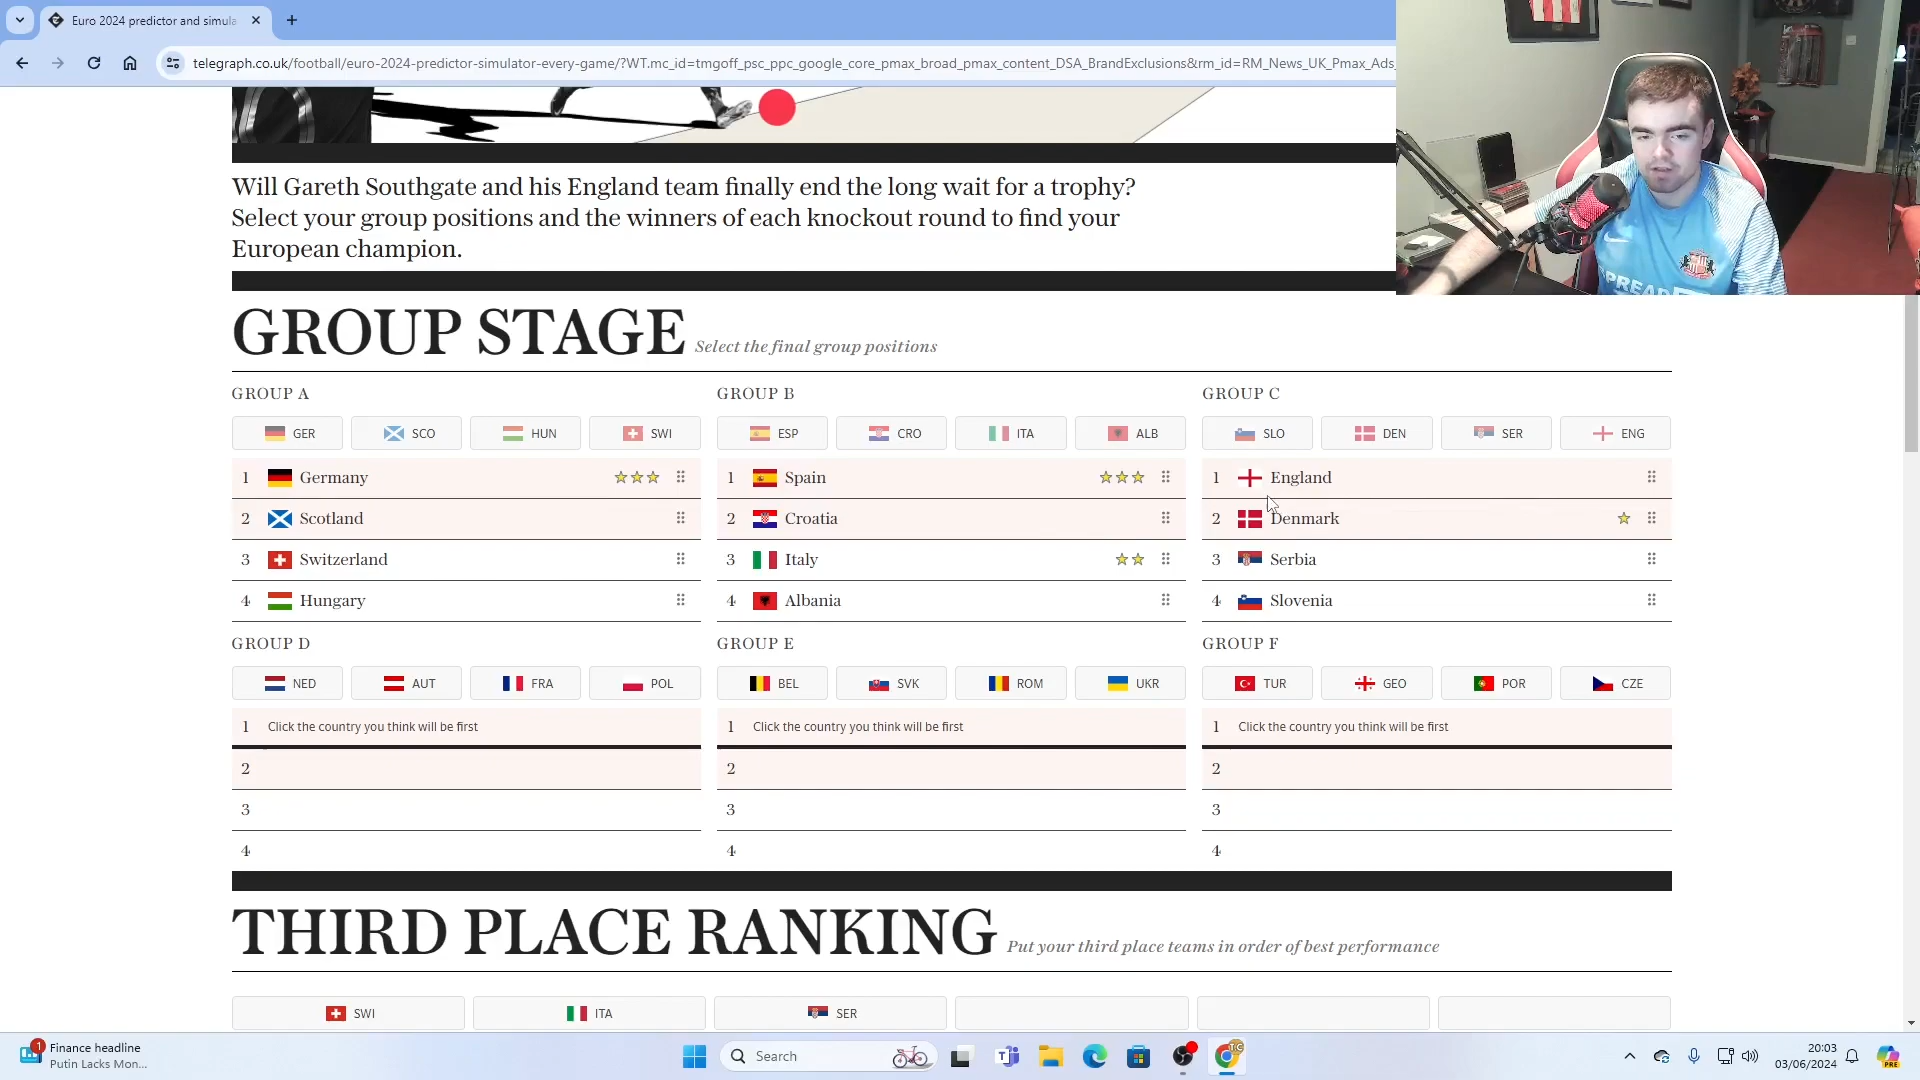 Euro 2024 predictor and simula
telegraph.co.uk/football/euro-2024-predictor-simulator-every-game/?WT.mc_id=tmgoff_psc_ppc_google_core_pmax_broad_pmax_content_DSA_BrandExclusions&rm_id=RM_News_UK_Pmax_Ads_
Will Gareth Southgate and his England team finally end the long wait for a trophy?
Select your group positions and the winners of each knockout round to find your
European champion.
GROUP STAGE Select the final group positions
GROUP A
GER SCO HUN SWI
1 Germany
2 Scotland
3 Switzerland
4 Hungary
GROUP B
ESP CRO ITA ALB
1 Spain
2 Croatia
3 Italy
4 Albania
GROUP C
SLO DEN SER ENG
1 England
2 Denmark
3 Serbia
4 Slovenia
GROUP D
NED AUT FRA POL
1 Click the country you think will be first
2
3
4
GROUP E
BEL SVK ROM UKR
1 Click the country you think will be first
2
3
4
GROUP F
TUR GEO POR CZE
1 Click the country you think will be first
2
3
4
THIRD PLACE RANKING Put your third place teams in order of best performance
SWI ITA SER
1
Finance headline
Putin Lacks Mon...
Search
T.C
20:03
03/06/2024
PRE
SPREAD